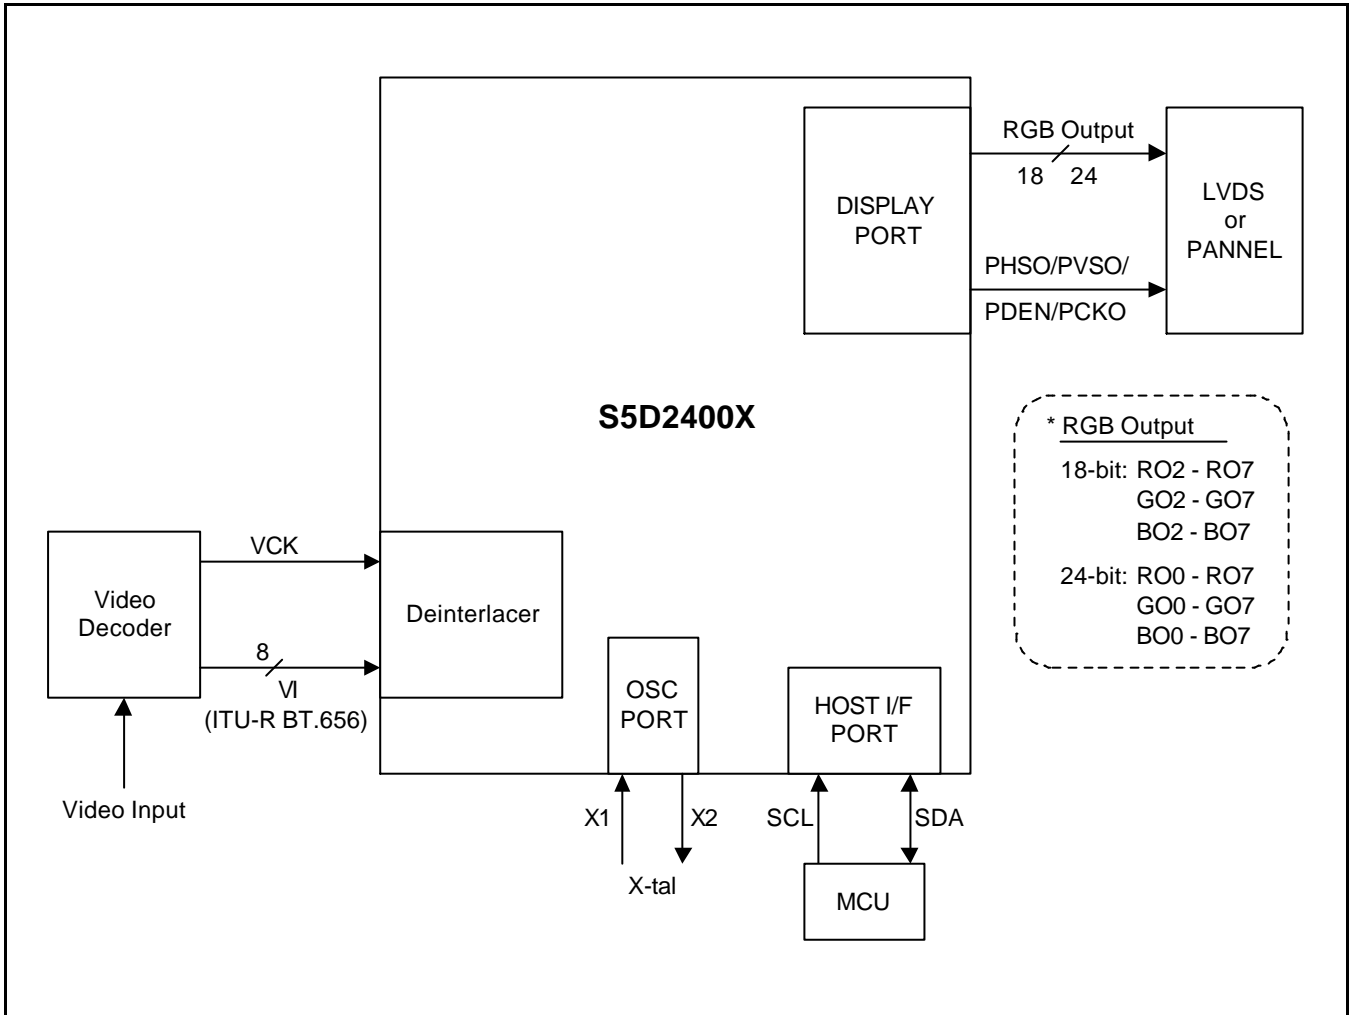 RGB Output
18 24
DISPLAY
PORT
LVDS
or
PANNEL
PHSO/PVSO/
PDEN/PCKO
S5D2400X
* RGB Output
18-bit: RO2 - RO7
GO2 - GO7
BO2 - BO7
24-bit: RO0 - RO7
GO0 - GO7
BO0 - BO7
VCK
Video
Decoder
Deinterlacer
8
VI
(ITU-R BT.656)
Video Input
OSC
PORT
HOST I/F
PORT
X1
X2
SCL
SDA
X-tal
MCU